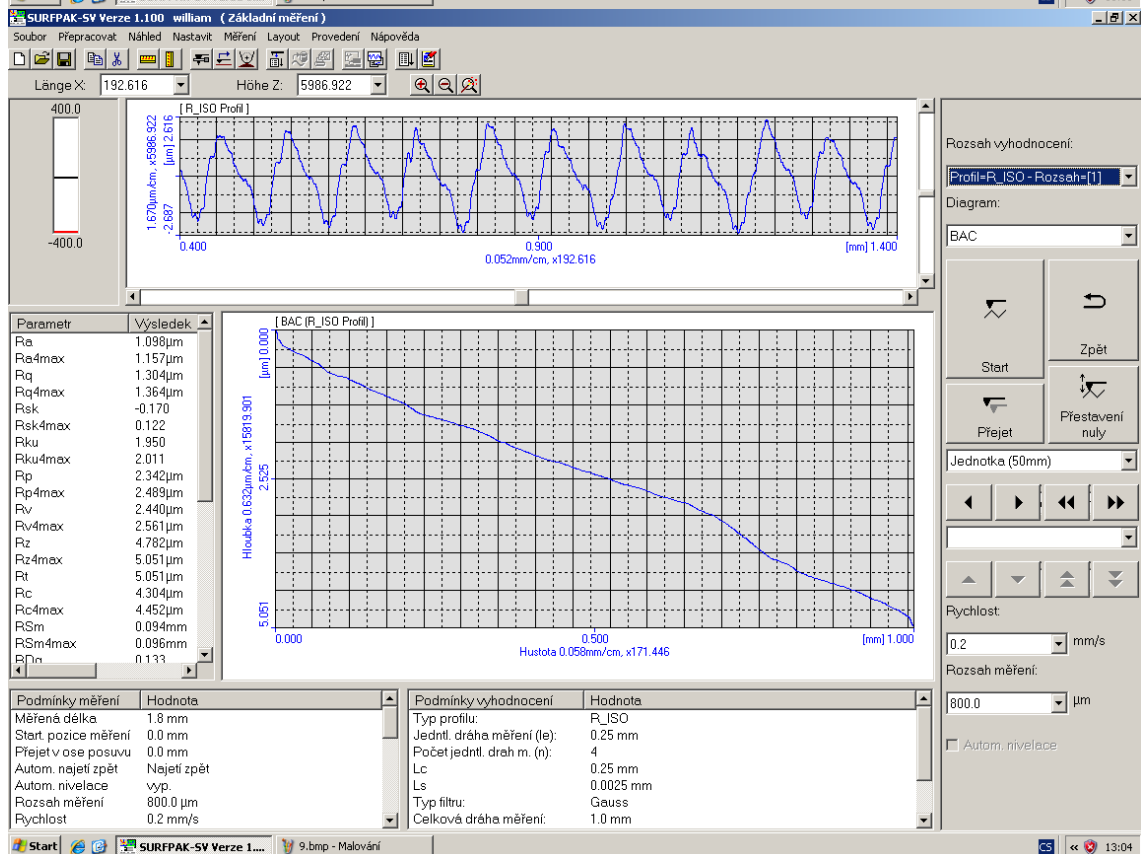 SURFPAK-SV Verze 1.100 william ( Základní měření )
Soubor Přepracovat Náhled Nastavit Měření Layout Provedení Nápověda
Länge X: 192.616 Höhe Z: 5986.922
400.0
-400.0
[ R_ISO Profil ]
1.670µm/cm, x5986.922
[µm] 2.616
-2.687
0.400 0.900 [mm] 1.400
0.052mm/cm, x192.616
Rozsah vyhodnocení:
Profil=R_ISO - Rozsah=[1]
Diagram:
BAC
Start
Zpět
Přejet
Přestavení
nuly
Jednotka (50mm)
Rychlost:
0.2 mm/s
Rozsah měření:
800.0 µm
Autom. nivelace
Parametr Výsledek
Ra 1.098µm
Ra4max 1.157µm
Rq 1.304µm
Rq4max 1.364µm
Rsk -0.170
Rsk4max 0.122
Rku 1.950
Rku4max 2.011
Rp 2.342µm
Rp4max 2.489µm
Rv 2.440µm
Rv4max 2.561µm
Rz 4.782µm
Rz4max 5.051µm
Rt 5.051µm
Rc 4.304µm
Rc4max 4.452µm
RSm 0.094mm
RSm4max 0.096mm
RDq 0.133
[ BAC (R_ISO Profil) ]
Hloubka 0.632µm/cm, x15819.901
[µm] 0.000
2.525
5.051
0.000 0.500 [mm] 1.000
Hustota 0.058mm/cm, x171.446
Podmínky měření Hodnota
Měřená délka 1.8 mm
Start. pozice měření 0.0 mm
Přejet v ose posuvu 0.0 mm
Autom. najetí zpět Najetí zpět
Autom. nivelace vyp.
Rozsah měření 800.0 µm
Rychlost 0.2 mm/s
Podmínky vyhodnocení Hodnota
Typ profilu: R_ISO
Jedntl. dráha měření (le): 0.25 mm
Počet jedntl. drah m. (n): 4
Lc 0.25 mm
Ls 0.0025 mm
Typ filtru: Gauss
Celková dráha měření: 1.0 mm
Start SURFPAK-SV Verze 1.... 9.bmp - Malování CS « 13:04